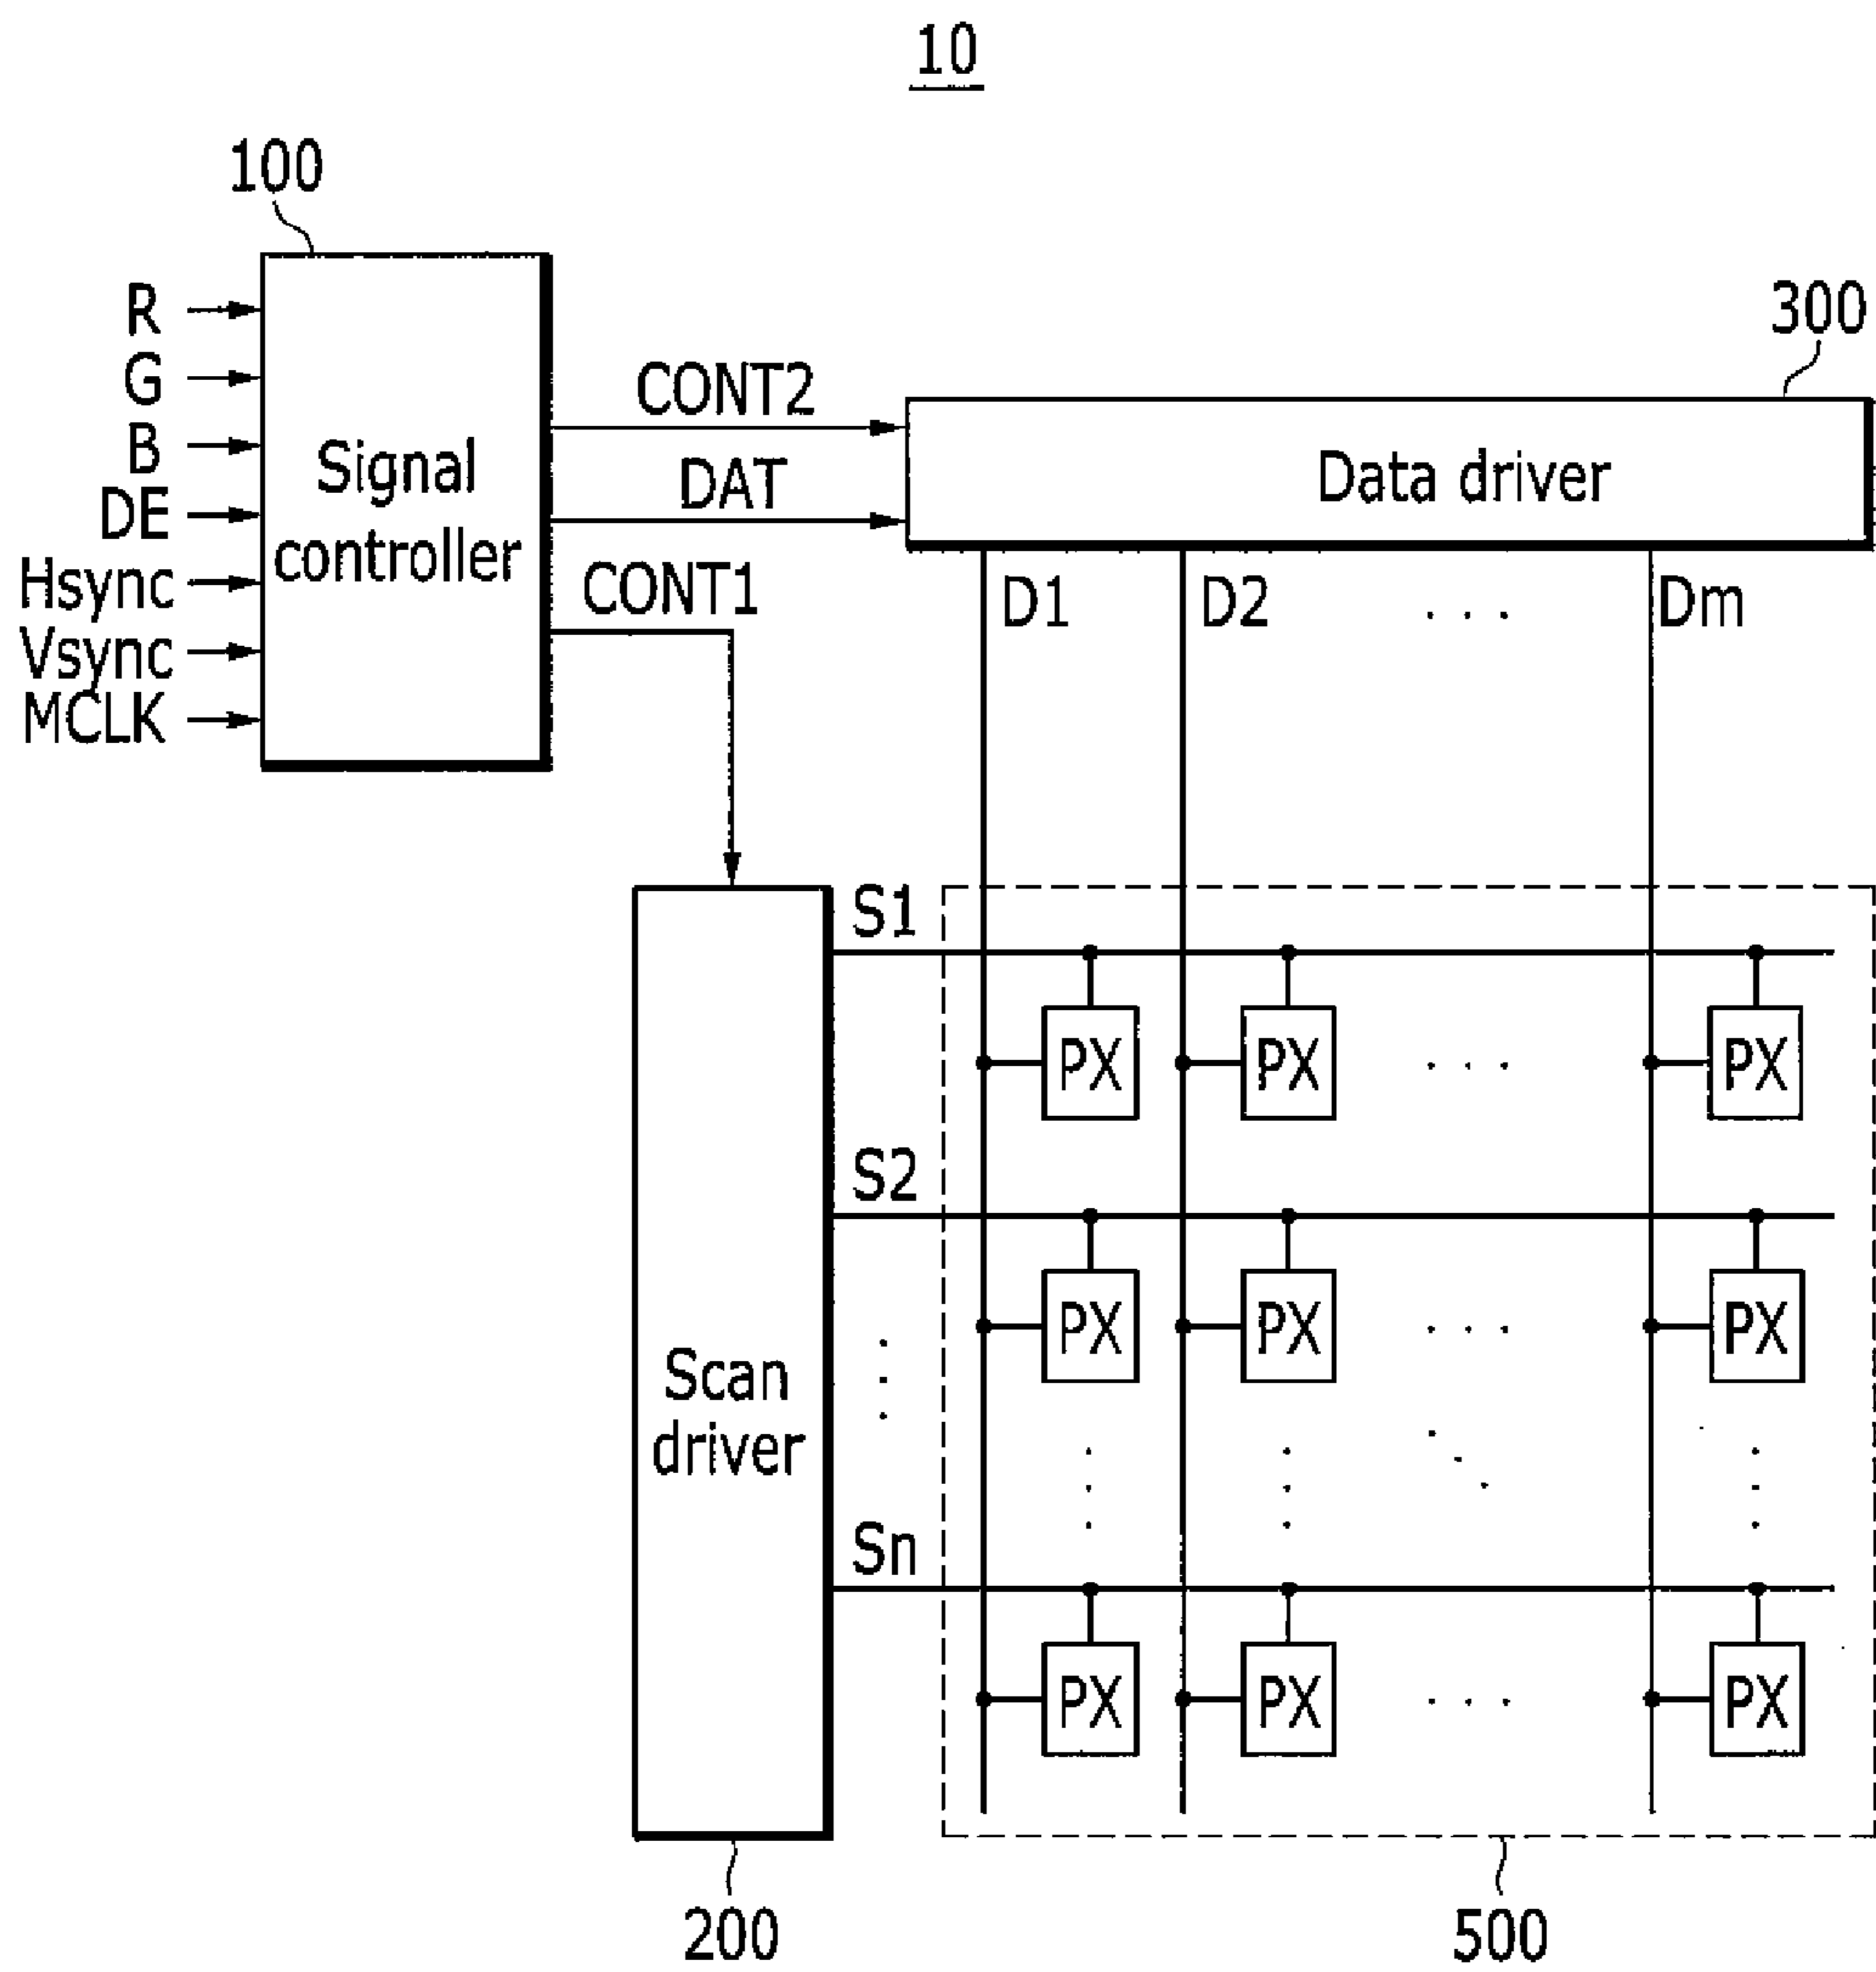 10
100
R
G
B
DE
Hsync
Vsync
MCLK
Signal
controller
CONT2
DAT
CONT1
300
Data driver
D1 D2 . . . Dm
S1
PX PX . . . PX
S2
PX PX . . . PX
Scan
driver
Sn
PX PX . . . PX
200
500